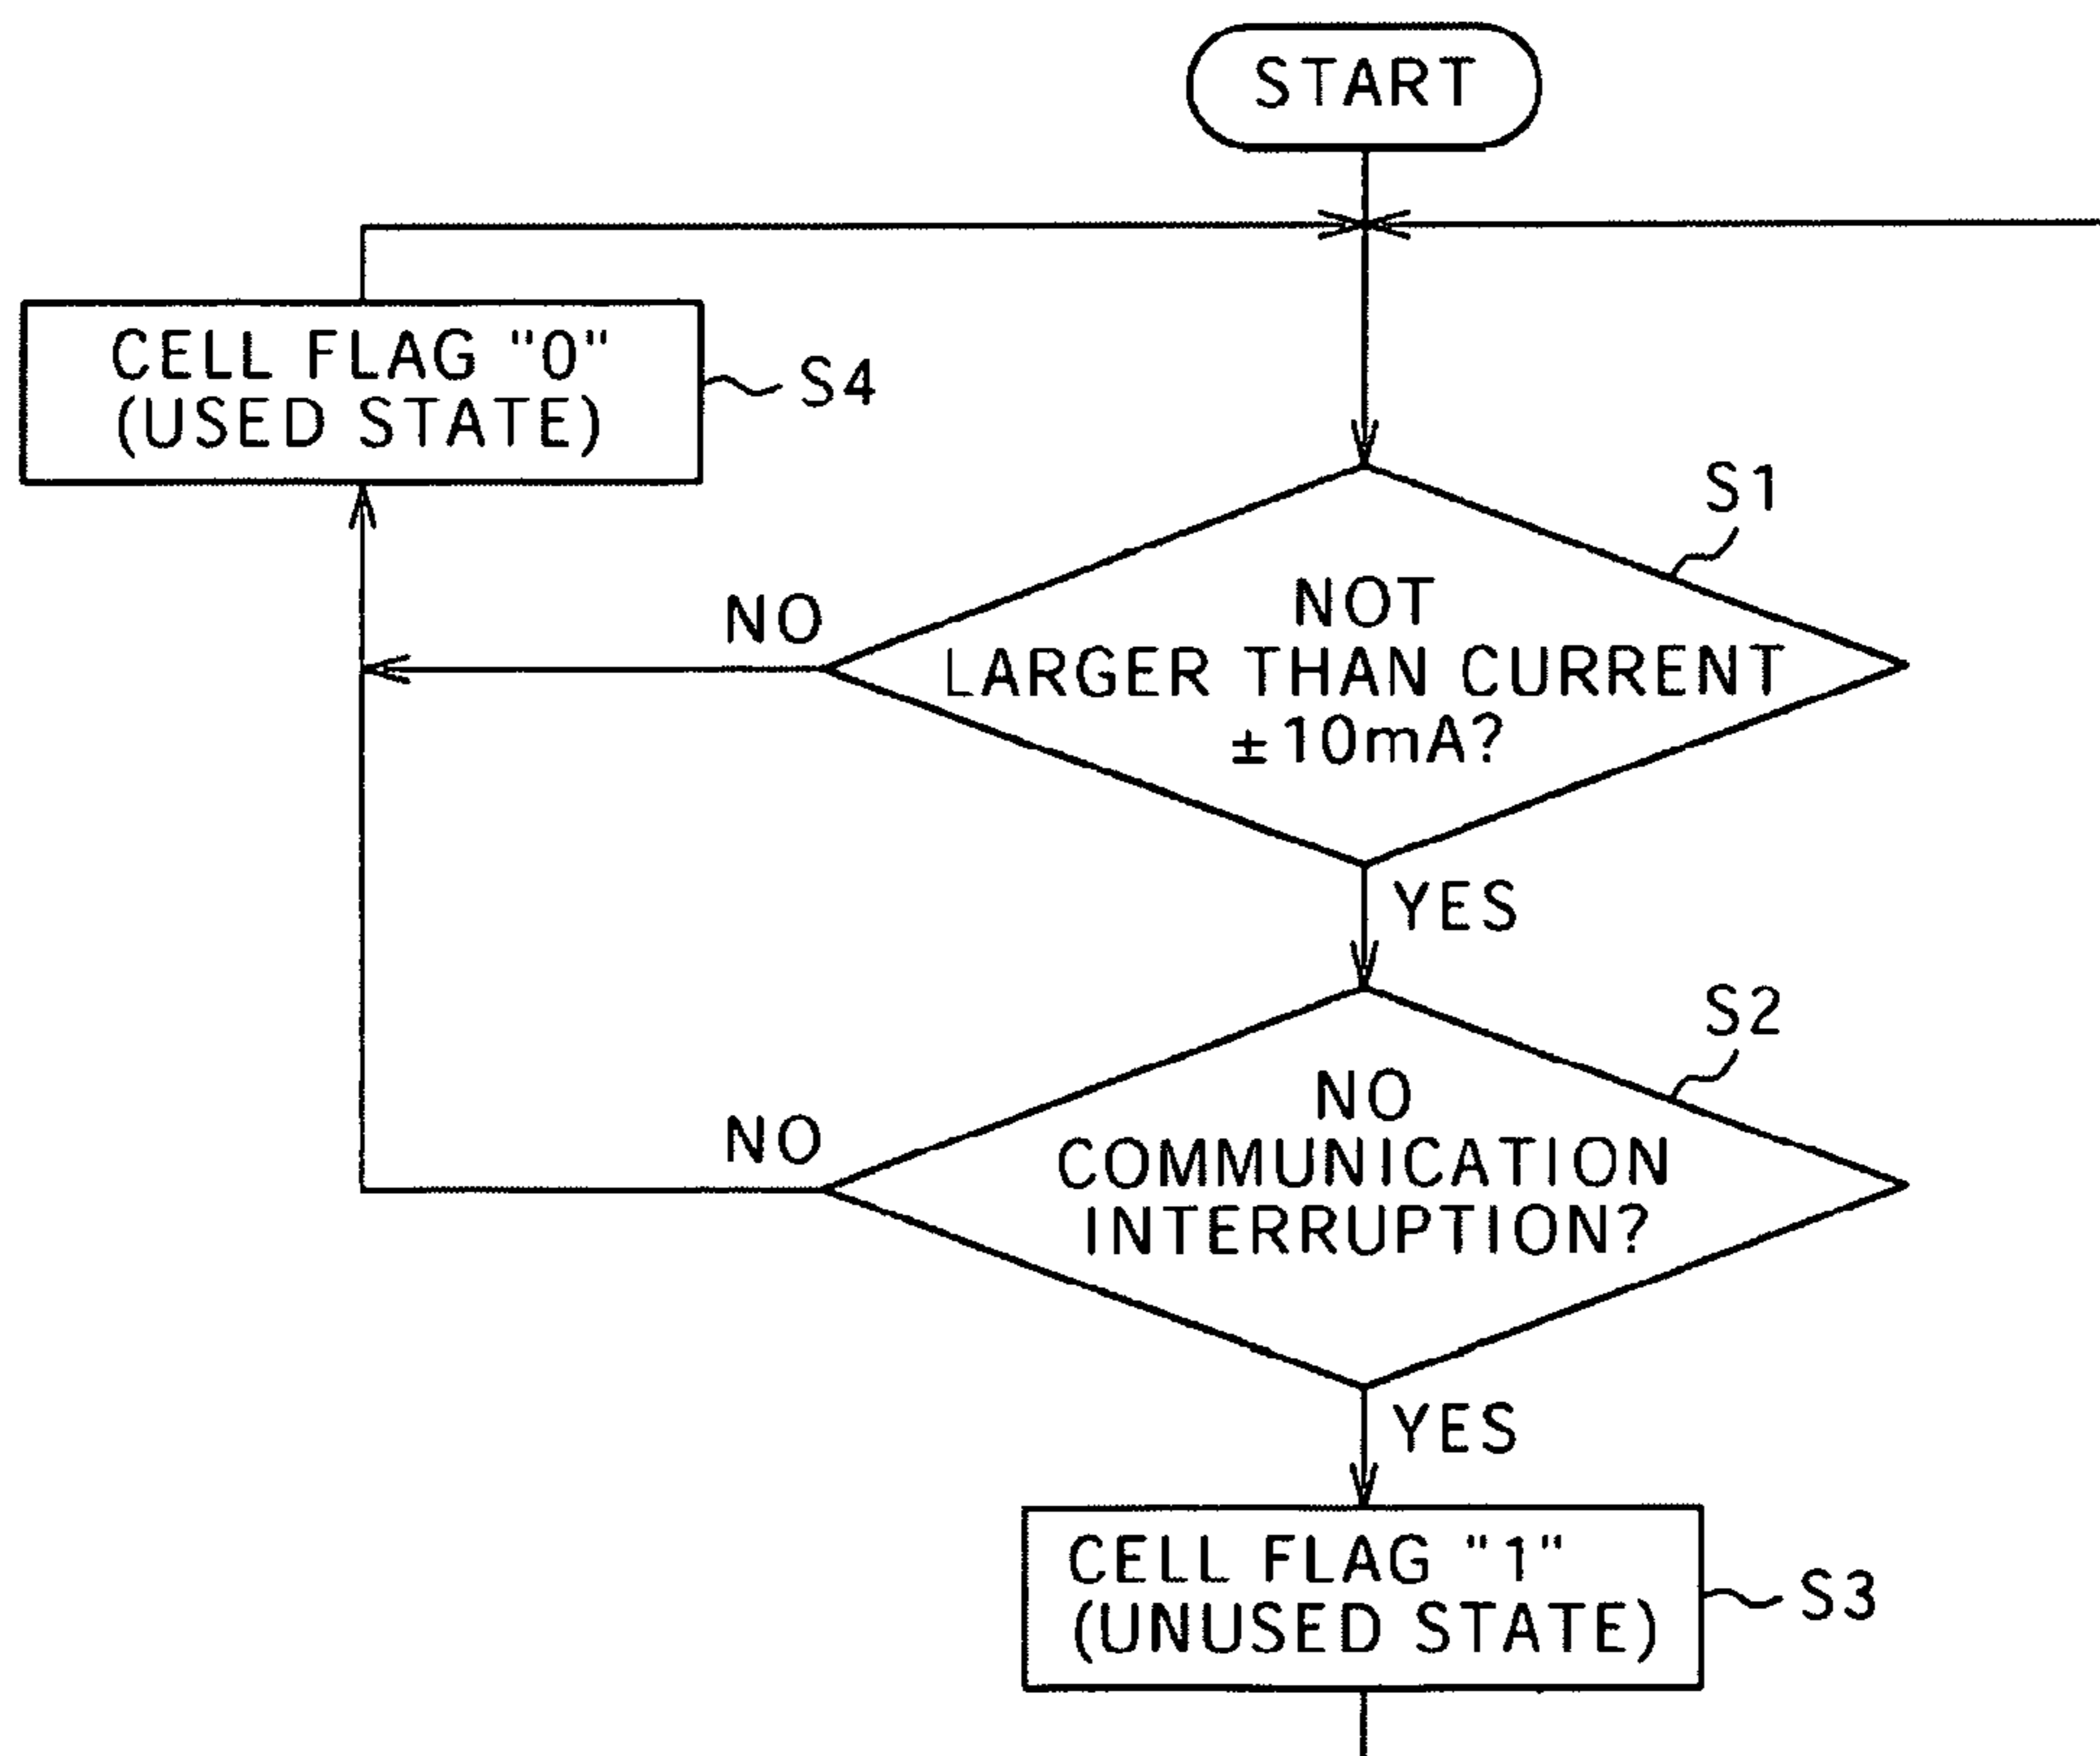 START
CELL FLAG "0"
(USED STATE)
S4
S1
NO
NOT
LARGER THAN CURRENT
±10mA?
YES
S2
NO
NO
COMMUNICATION
INTERRUPTION?
YES
CELL FLAG "1"
(UNUSED STATE)
S3